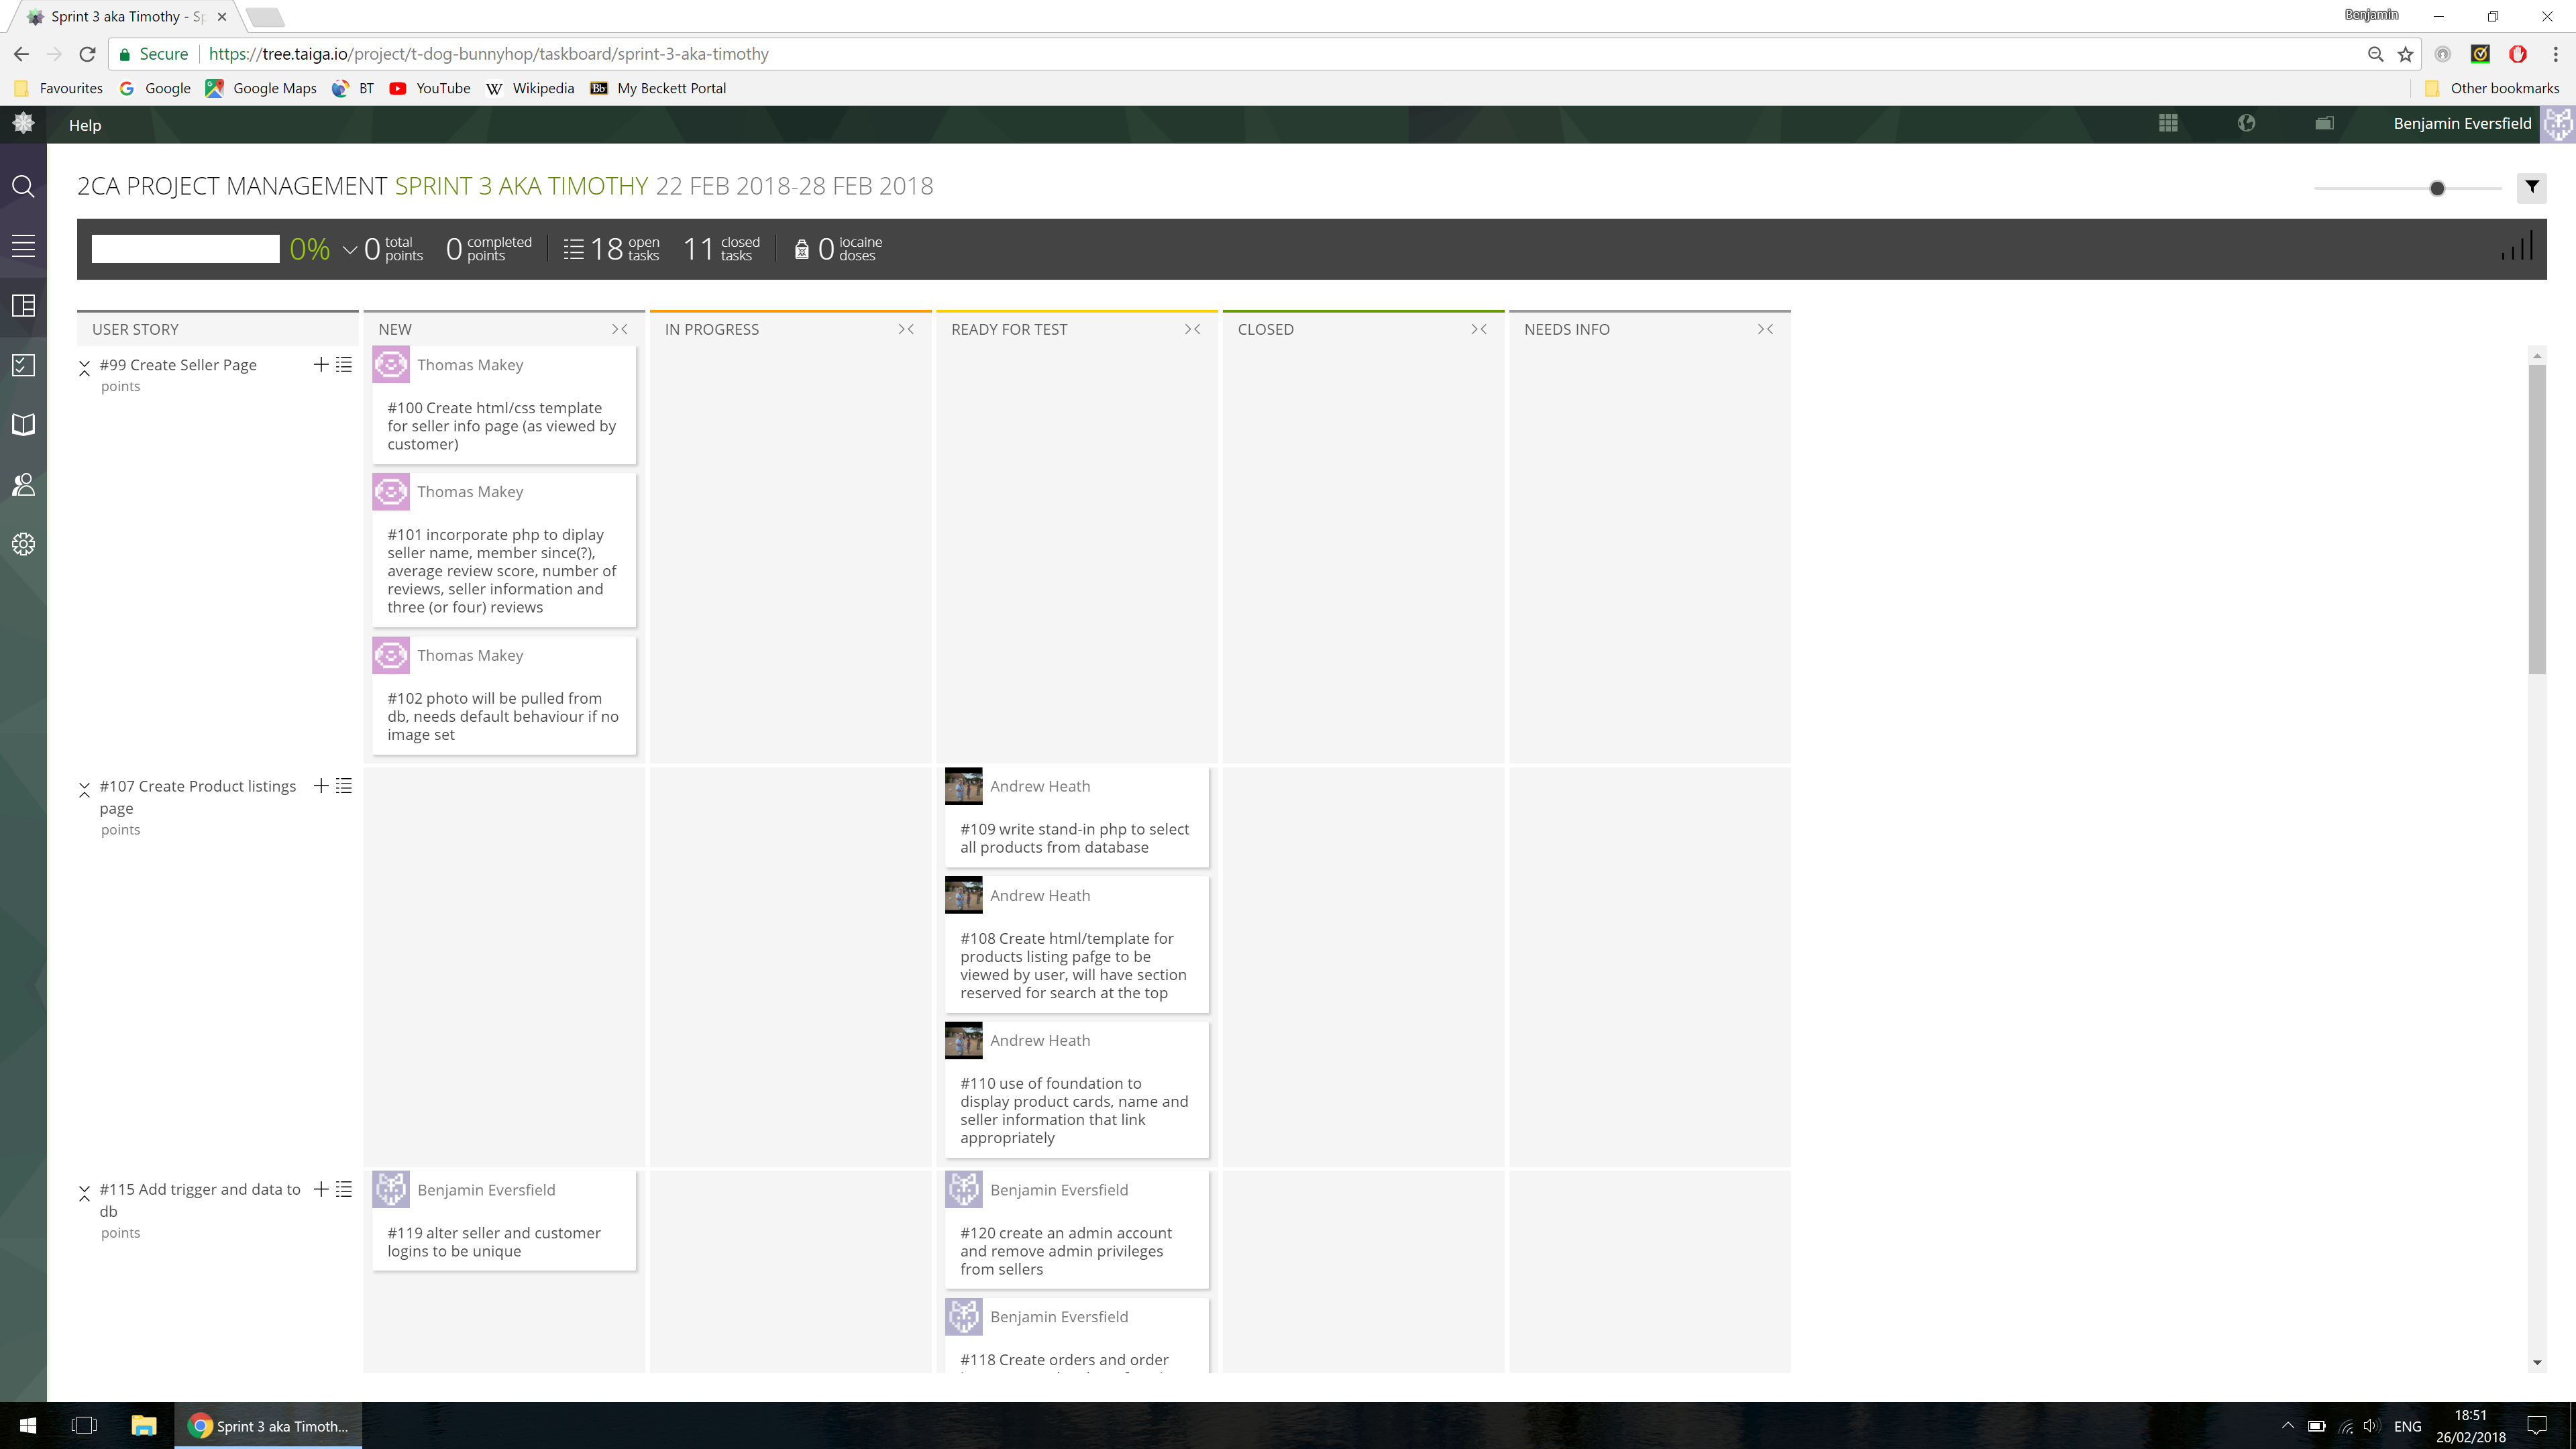 Sprint 3 aka Timothy - Sp
Benjamin
Secure https://tree.taiga.io/project/t-dog-bunnyhop/taskboard/sprint-3-aka-timothy
Favourites Google Google Maps BT YouTube W Wikipedia Bb My Beckett Portal Other bookmarks
Help Benjamin Eversfield
2CA PROJECT MANAGEMENT SPRINT 3 AKA TIMOTHY 22 FEB 2018-28 FEB 2018
0% 0 total points 0 completed points 18 open tasks 11 closed tasks 0 iocaine doses
USER STORY NEW IN PROGRESS READY FOR TEST CLOSED NEEDS INFO
#99 Create Seller Page
points
Thomas Makey
#100 Create html/css template
for seller info page (as viewed by
customer)
Thomas Makey
#101 incorporate php to diplay
seller name, member since(?),
average review score, number of
reviews, seller information and
three (or four) reviews
Thomas Makey
#102 photo will be pulled from
db, needs default behaviour if no
image set
#107 Create Product listings
page
points
Andrew Heath
#109 write stand-in php to select
all products from database
Andrew Heath
#108 Create html/template for
products listing pafge to be
viewed by user, will have section
reserved for search at the top
Andrew Heath
#110 use of foundation to
display product cards, name and
seller information that link
appropriately
#115 Add trigger and data to
db
points
Benjamin Eversfield
#119 alter seller and customer
logins to be unique
Benjamin Eversfield
#120 create an admin account
and remove admin privileges
from sellers
Benjamin Eversfield
#118 Create orders and order
Sprint 3 aka Timoth...
ENG
18:51
26/02/2018